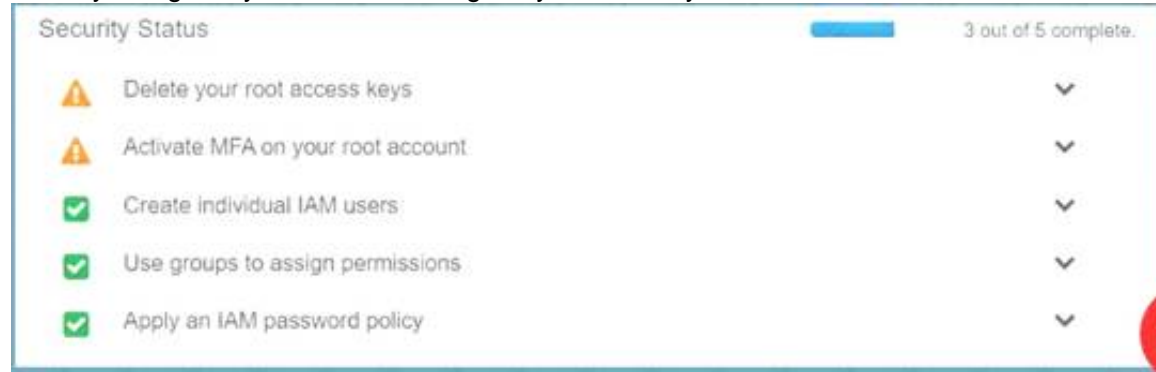 Security Status
3 out of 5 complete.
Delete your root access keys
Activate MFA on your root account
Create individual IAM users
Use groups to assign permissions
Apply an IAM password policy